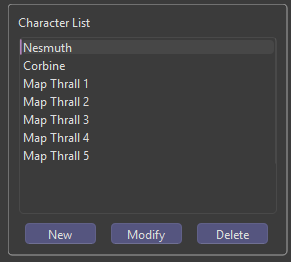 Character List
Nesmuth
Corbine
Map Thrall 1
Map Thrall 2
Map Thrall 3
Map Thrall 4
Map Thrall 5
New Modify Delete